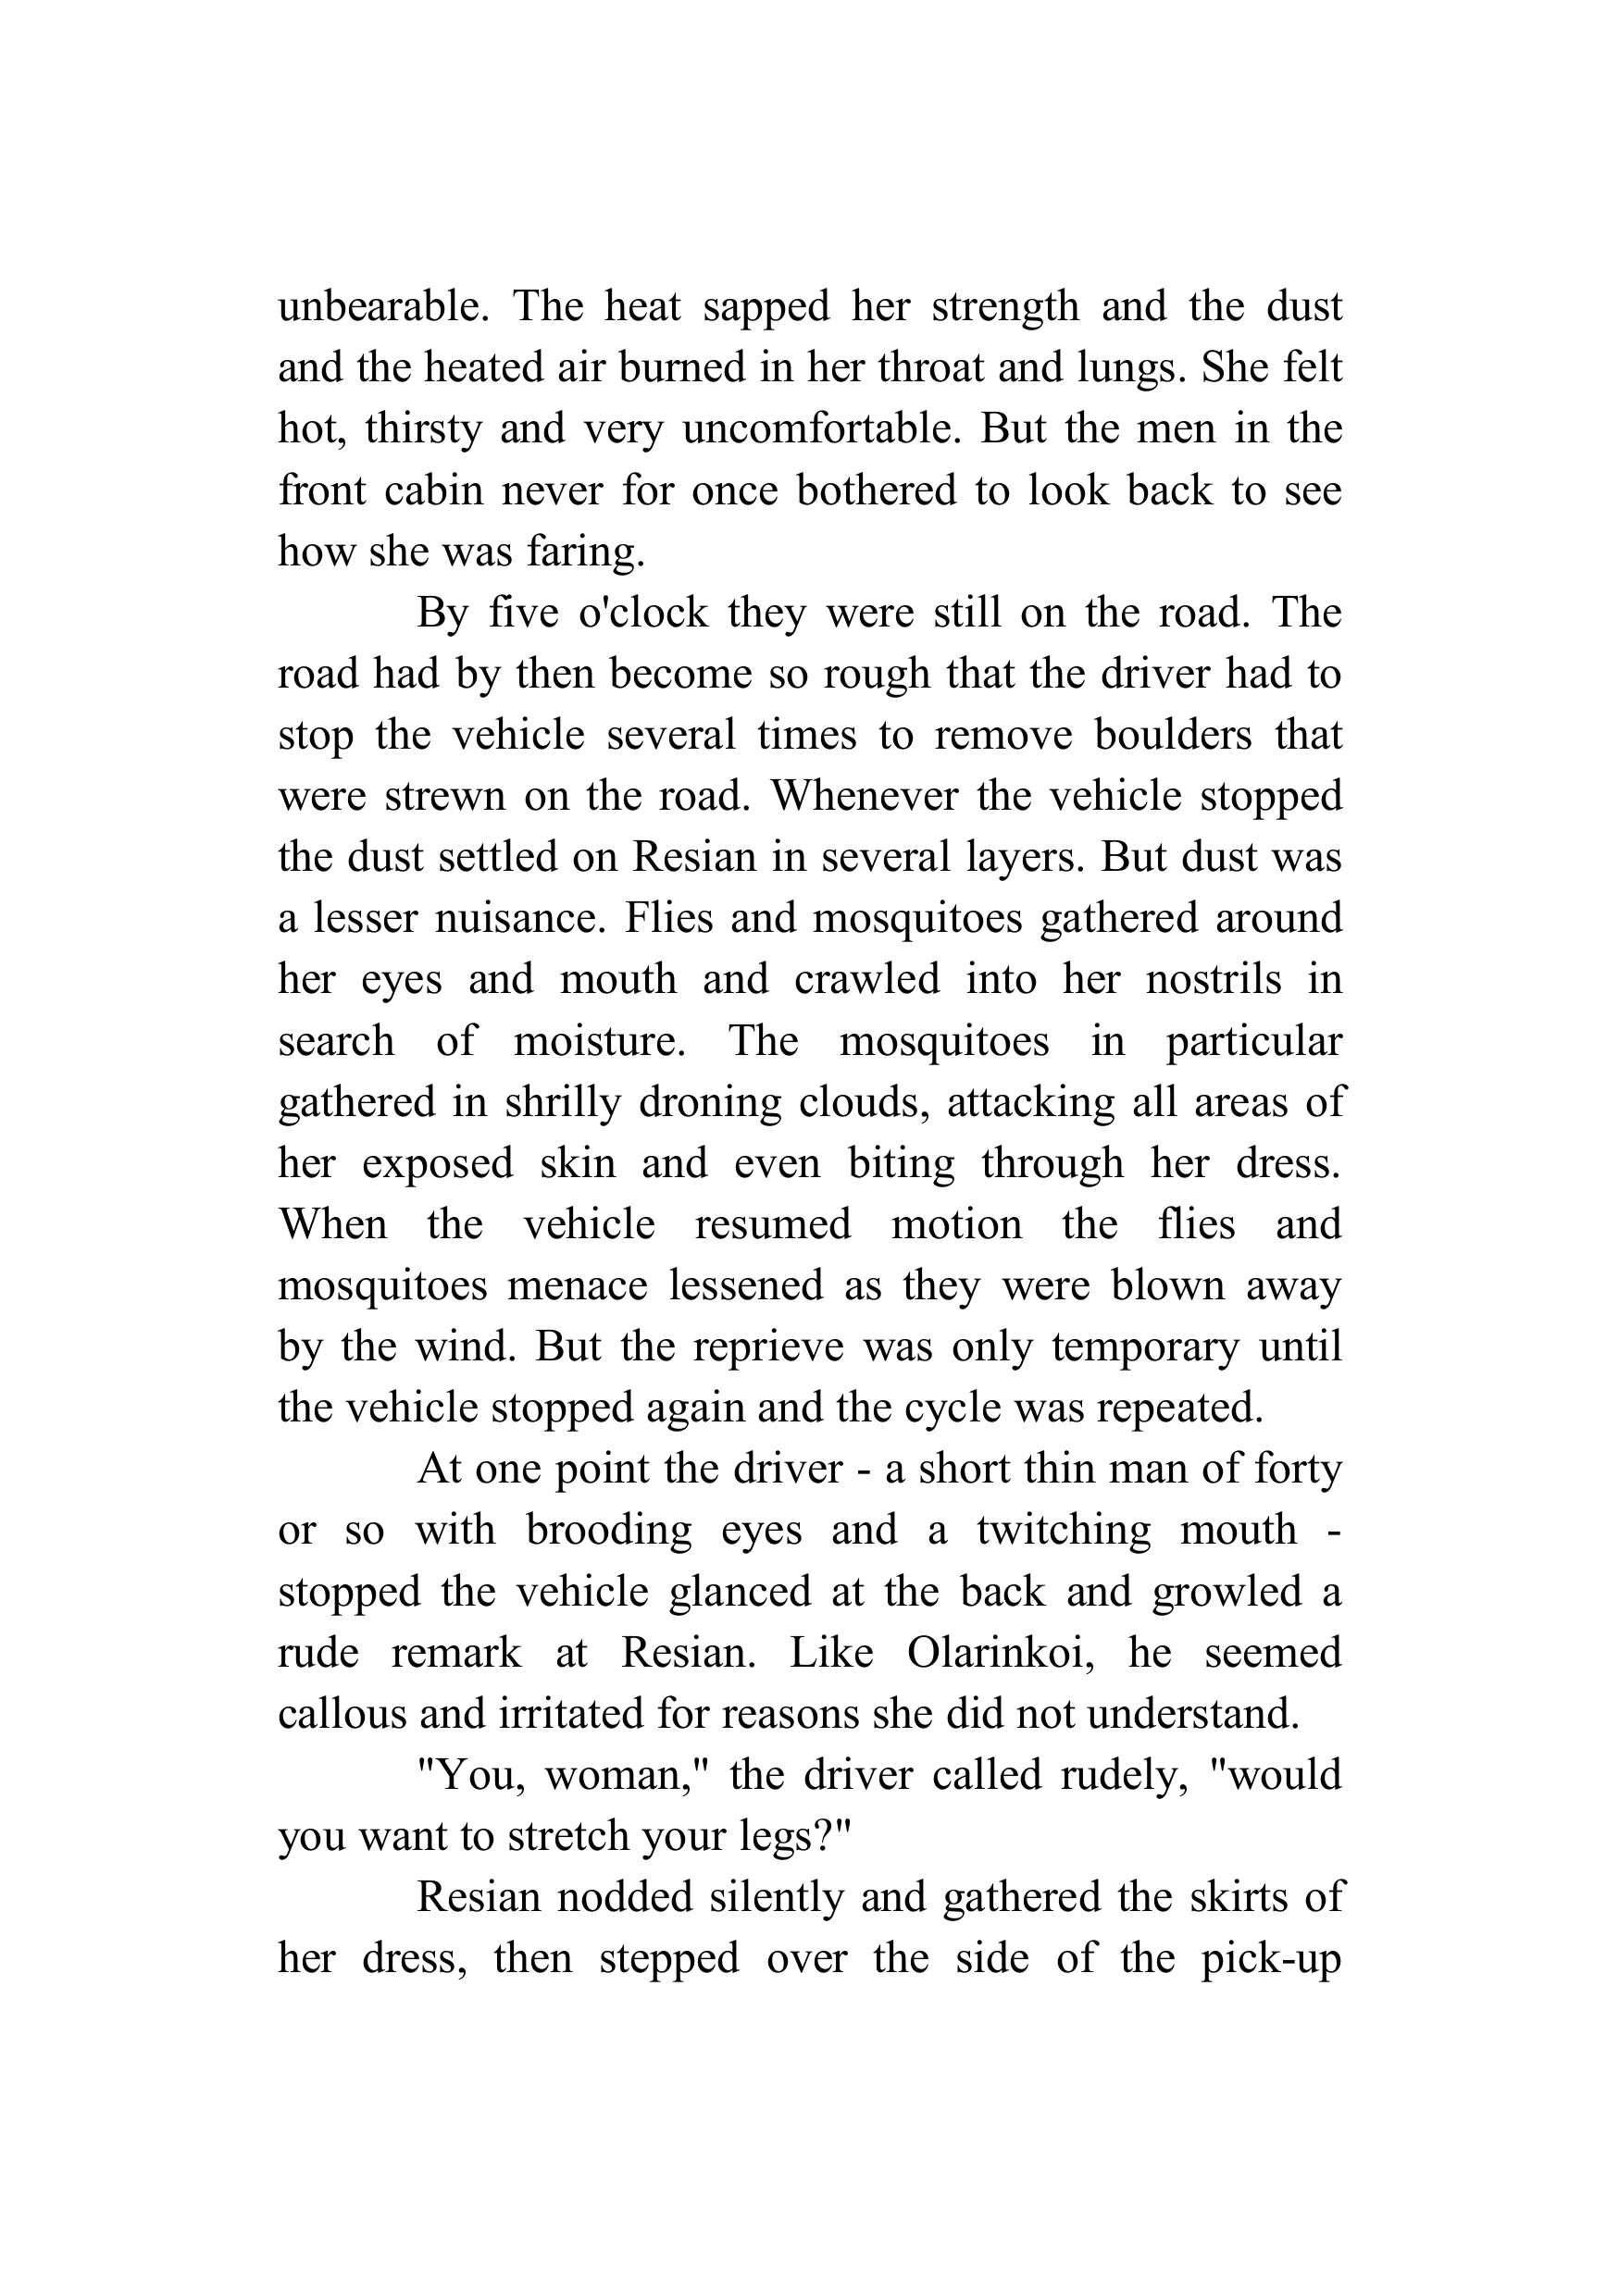 unbearable. The heat sapped her strength and the dust
and the heated air burned in her throat and lungs. She felt
hot, thirsty and very uncomfortable. But the men in the
front cabin never for once bothered to look back to see
how she was faring.
By five o'clock they were still on the road. The
road had by then become so rough that the driver had to
stop the vehicle several times to remove boulders that
were strewn on the road. Whenever the vehicle stopped
the dust settled on Resian in several layers. But dust was
a lesser nuisance. Flies and mosquitoes gathered around
her eyes and mouth and crawled into her nostrils in
search of moisture. The mosquitoes in particular
gathered in shrilly droning clouds, attacking all areas of
her exposed skin and even biting through her dress.
When the vehicle resumed motion the flies and
mosquitoes menace lessened as they were blown away
by the wind. But the reprieve was only temporary until
the vehicle stopped again and the cycle was repeated.
At one point the driver - a short thin man of forty
or so with brooding eyes and a twitching mouth -
stopped the vehicle glanced at the back and growled a
rude remark at Resian. Like Olarinkoi, he seemed
callous and irritated for reasons she did not understand.
"You, woman," the driver called rudely, "would
you want to stretch your legs?"
Resian nodded silently and gathered the skirts of
her dress, then stepped over the side of the pick-up